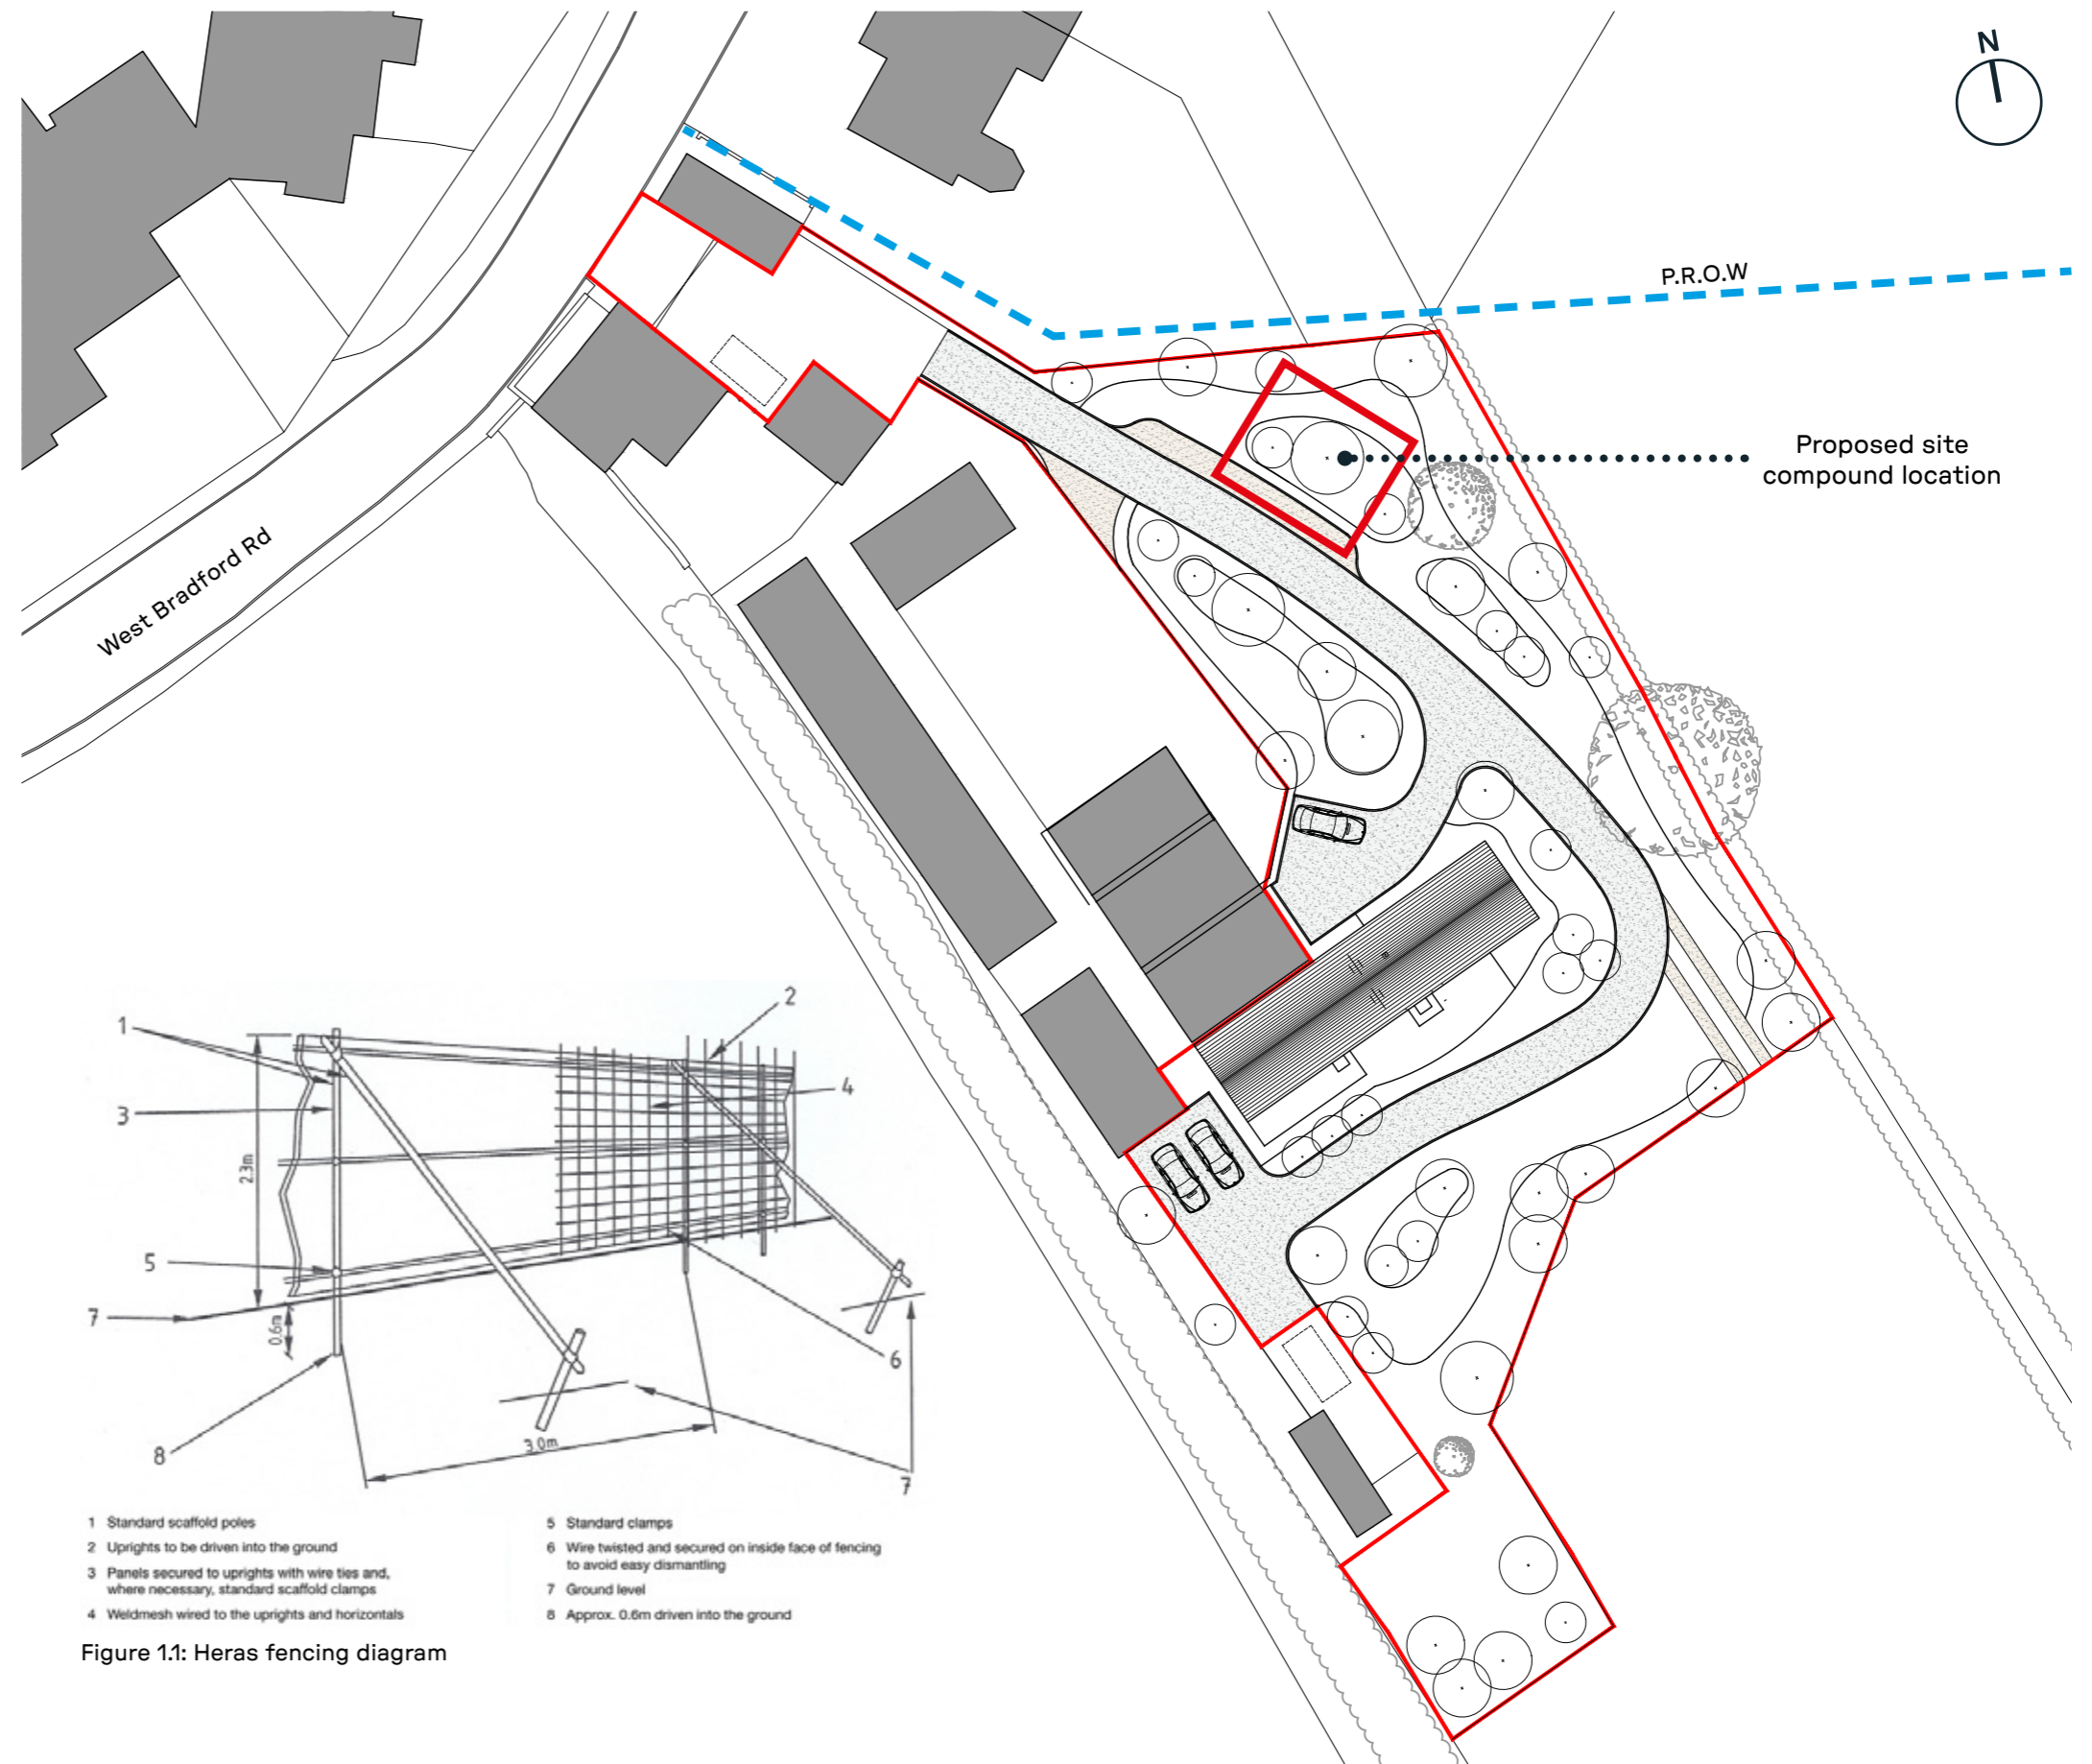 N
P.R.O.W
Proposed site
compound location
West Bradford Rd
1
2
3
4
2.3m
5
7
0.6m
6
8
3.0m
7
1 Standard scaffold poles
2 Uprights to be driven into the ground
3 Panels secured to uprights with wire ties and,
where necessary, standard scaffold clamps
4 Weldmesh wired to the uprights and horizontals
5 Standard clamps
6 Wire twisted and secured on inside face of fencing
to avoid easy dismantling
7 Ground level
8 Approx. 0.6m driven into the ground
Figure 1.1: Heras fencing diagram